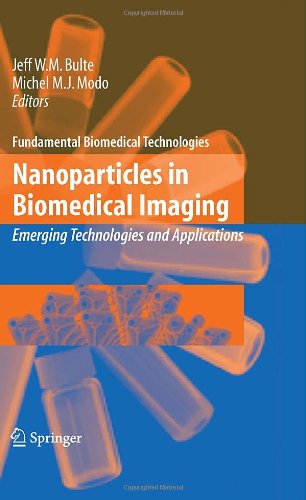 Jeff W.M. Bulte
Michel M.J. Modo
Editors
Fundamental Biomedical Technologies
Nanoparticles in
Biomedical Imaging
Emerging Technologies and Applications
Springer